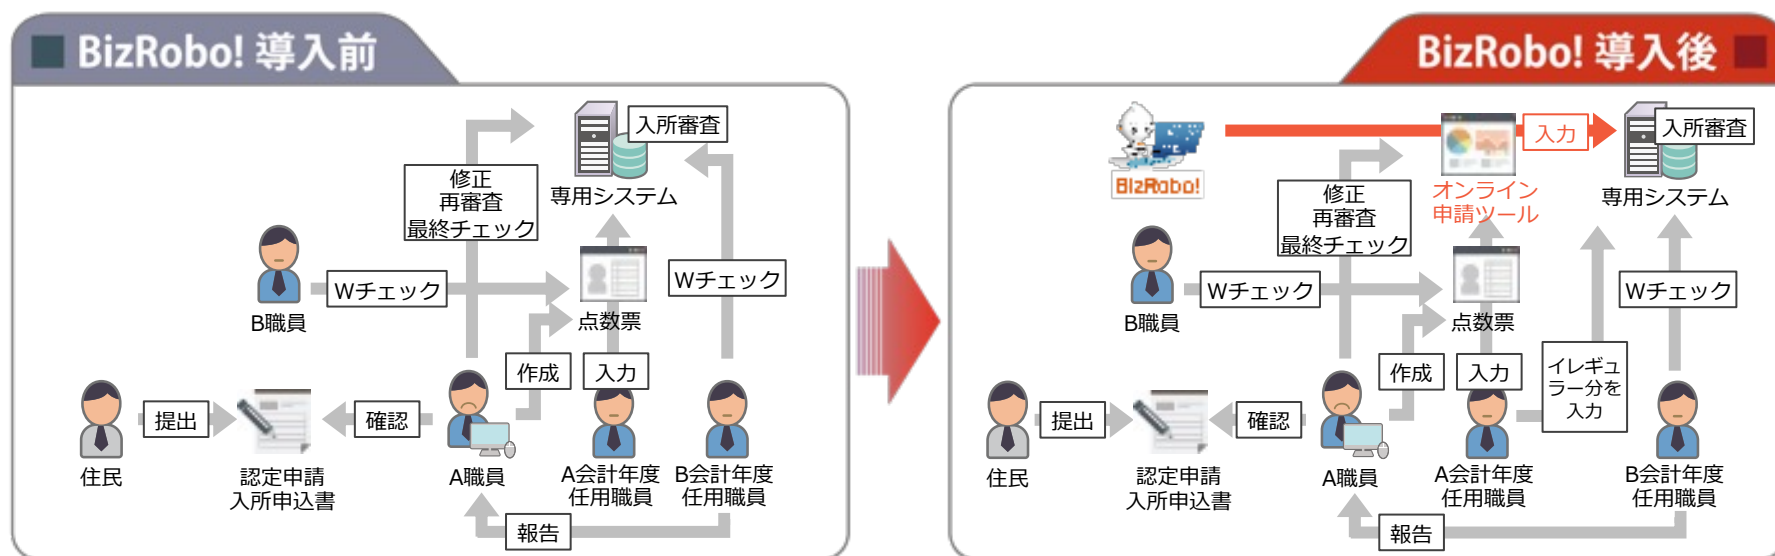 BizRobo! 導入前
入所審査
専用システム
修正
再審査
最終チェック
B職員
Wチェック
点数票
Wチェック
作成
入力
住民
提出
認定申請
入所申込書
確認
A職員
A会計年度
任用職員
B会計年度
任用職員
報告
BizRobo! 導入後
BizRobo!
入力
入所審査
オンライン
申請ツール
専用システム
修正
再審査
最終チェック
B職員
Wチェック
点数票
Wチェック
作成
入力
イレギュ
ラー分を
入力
住民
提出
認定申請
入所申込書
確認
A職員
A会計年度
任用職員
B会計年度
任用職員
報告